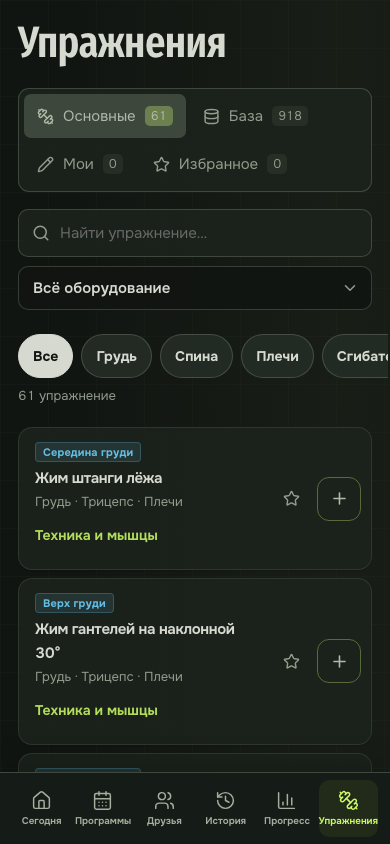 Упражнения
Основные 61
База 918
Мои 0
Избранное 0
Найти упражнение...
Всё оборудование
Все Грудь Спина Плечи
61 упражнение
Середина груди
Жим штанги лёжа
Грудь · Трицепс · Плечи
Техника и мышцы
Верх груди
Жим гантелей на наклонной
30°
Грудь · Трицепс · Плечи
Техника и мышцы
Сегодня Программы Друзья История Прогресс Упражнения